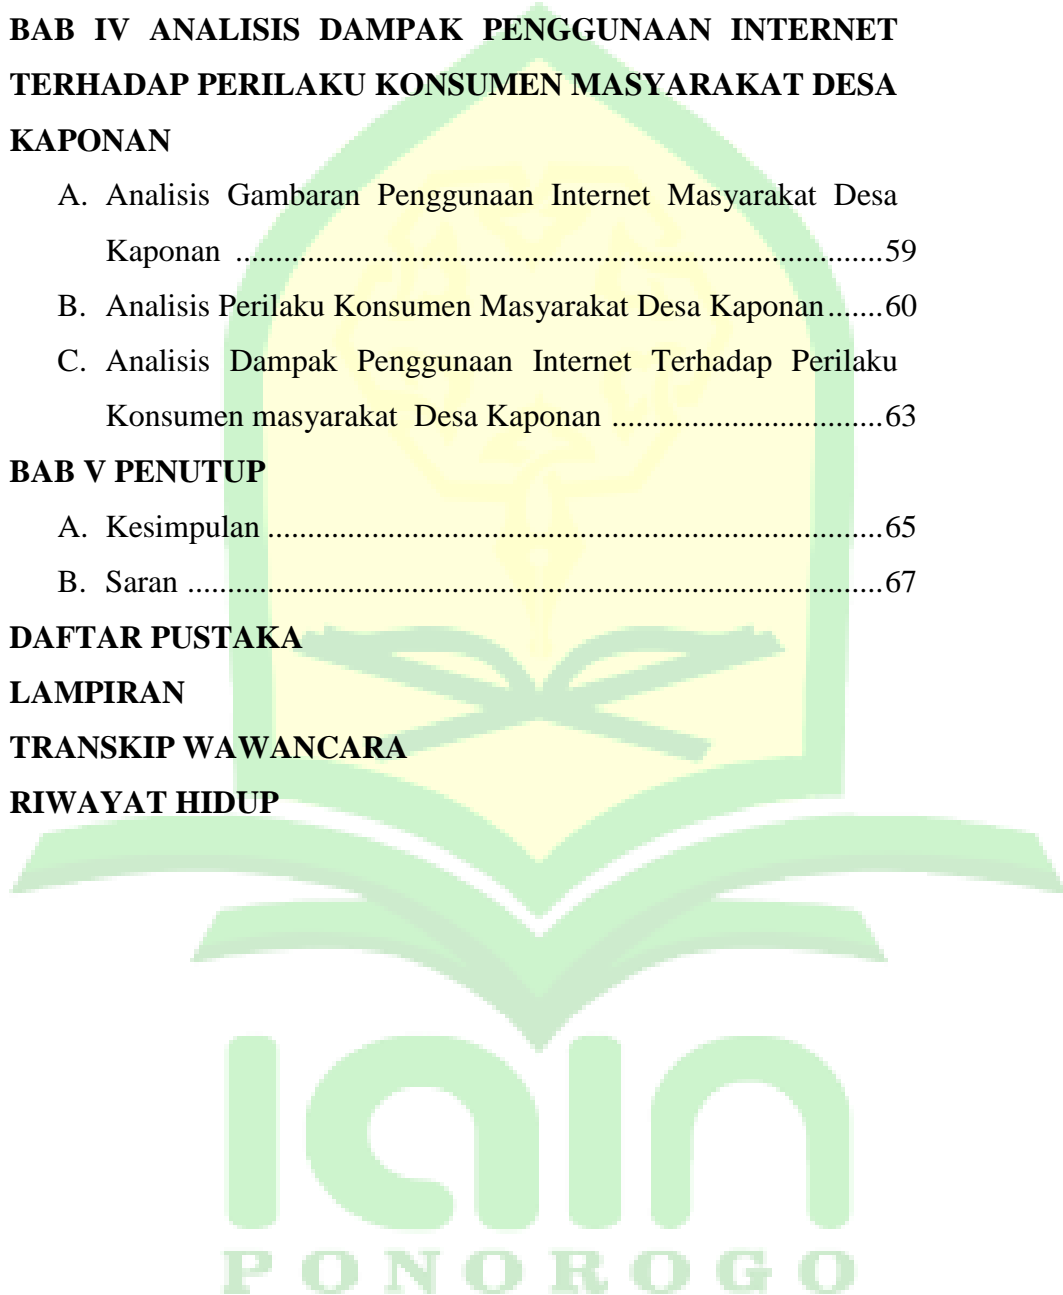 BAB IV ANALISIS DAMPAK PENGGUNAAN INTERNET
TERHADAP PERILAKU KONSUMEN MASYARAKAT DESA
KAPONAN
A. Analisis Gambaran Penggunaan Internet Masyarakat Desa
Kaponan ................................................................................. 59
B. Analisis Perilaku Konsumen Masyarakat Desa Kaponan ....... 60
C. Analisis Dampak Penggunaan Internet Terhadap Perilaku
Konsumen masyarakat Desa Kaponan .................................. 63
BAB V PENUTUP
A. Kesimpulan ............................................................................. 65
B. Saran ....................................................................................... 67
DAFTAR PUSTAKA
LAMPIRAN
TRANSKIP WAWANCARA
RIWAYAT HIDUP
iain
PONOROGO